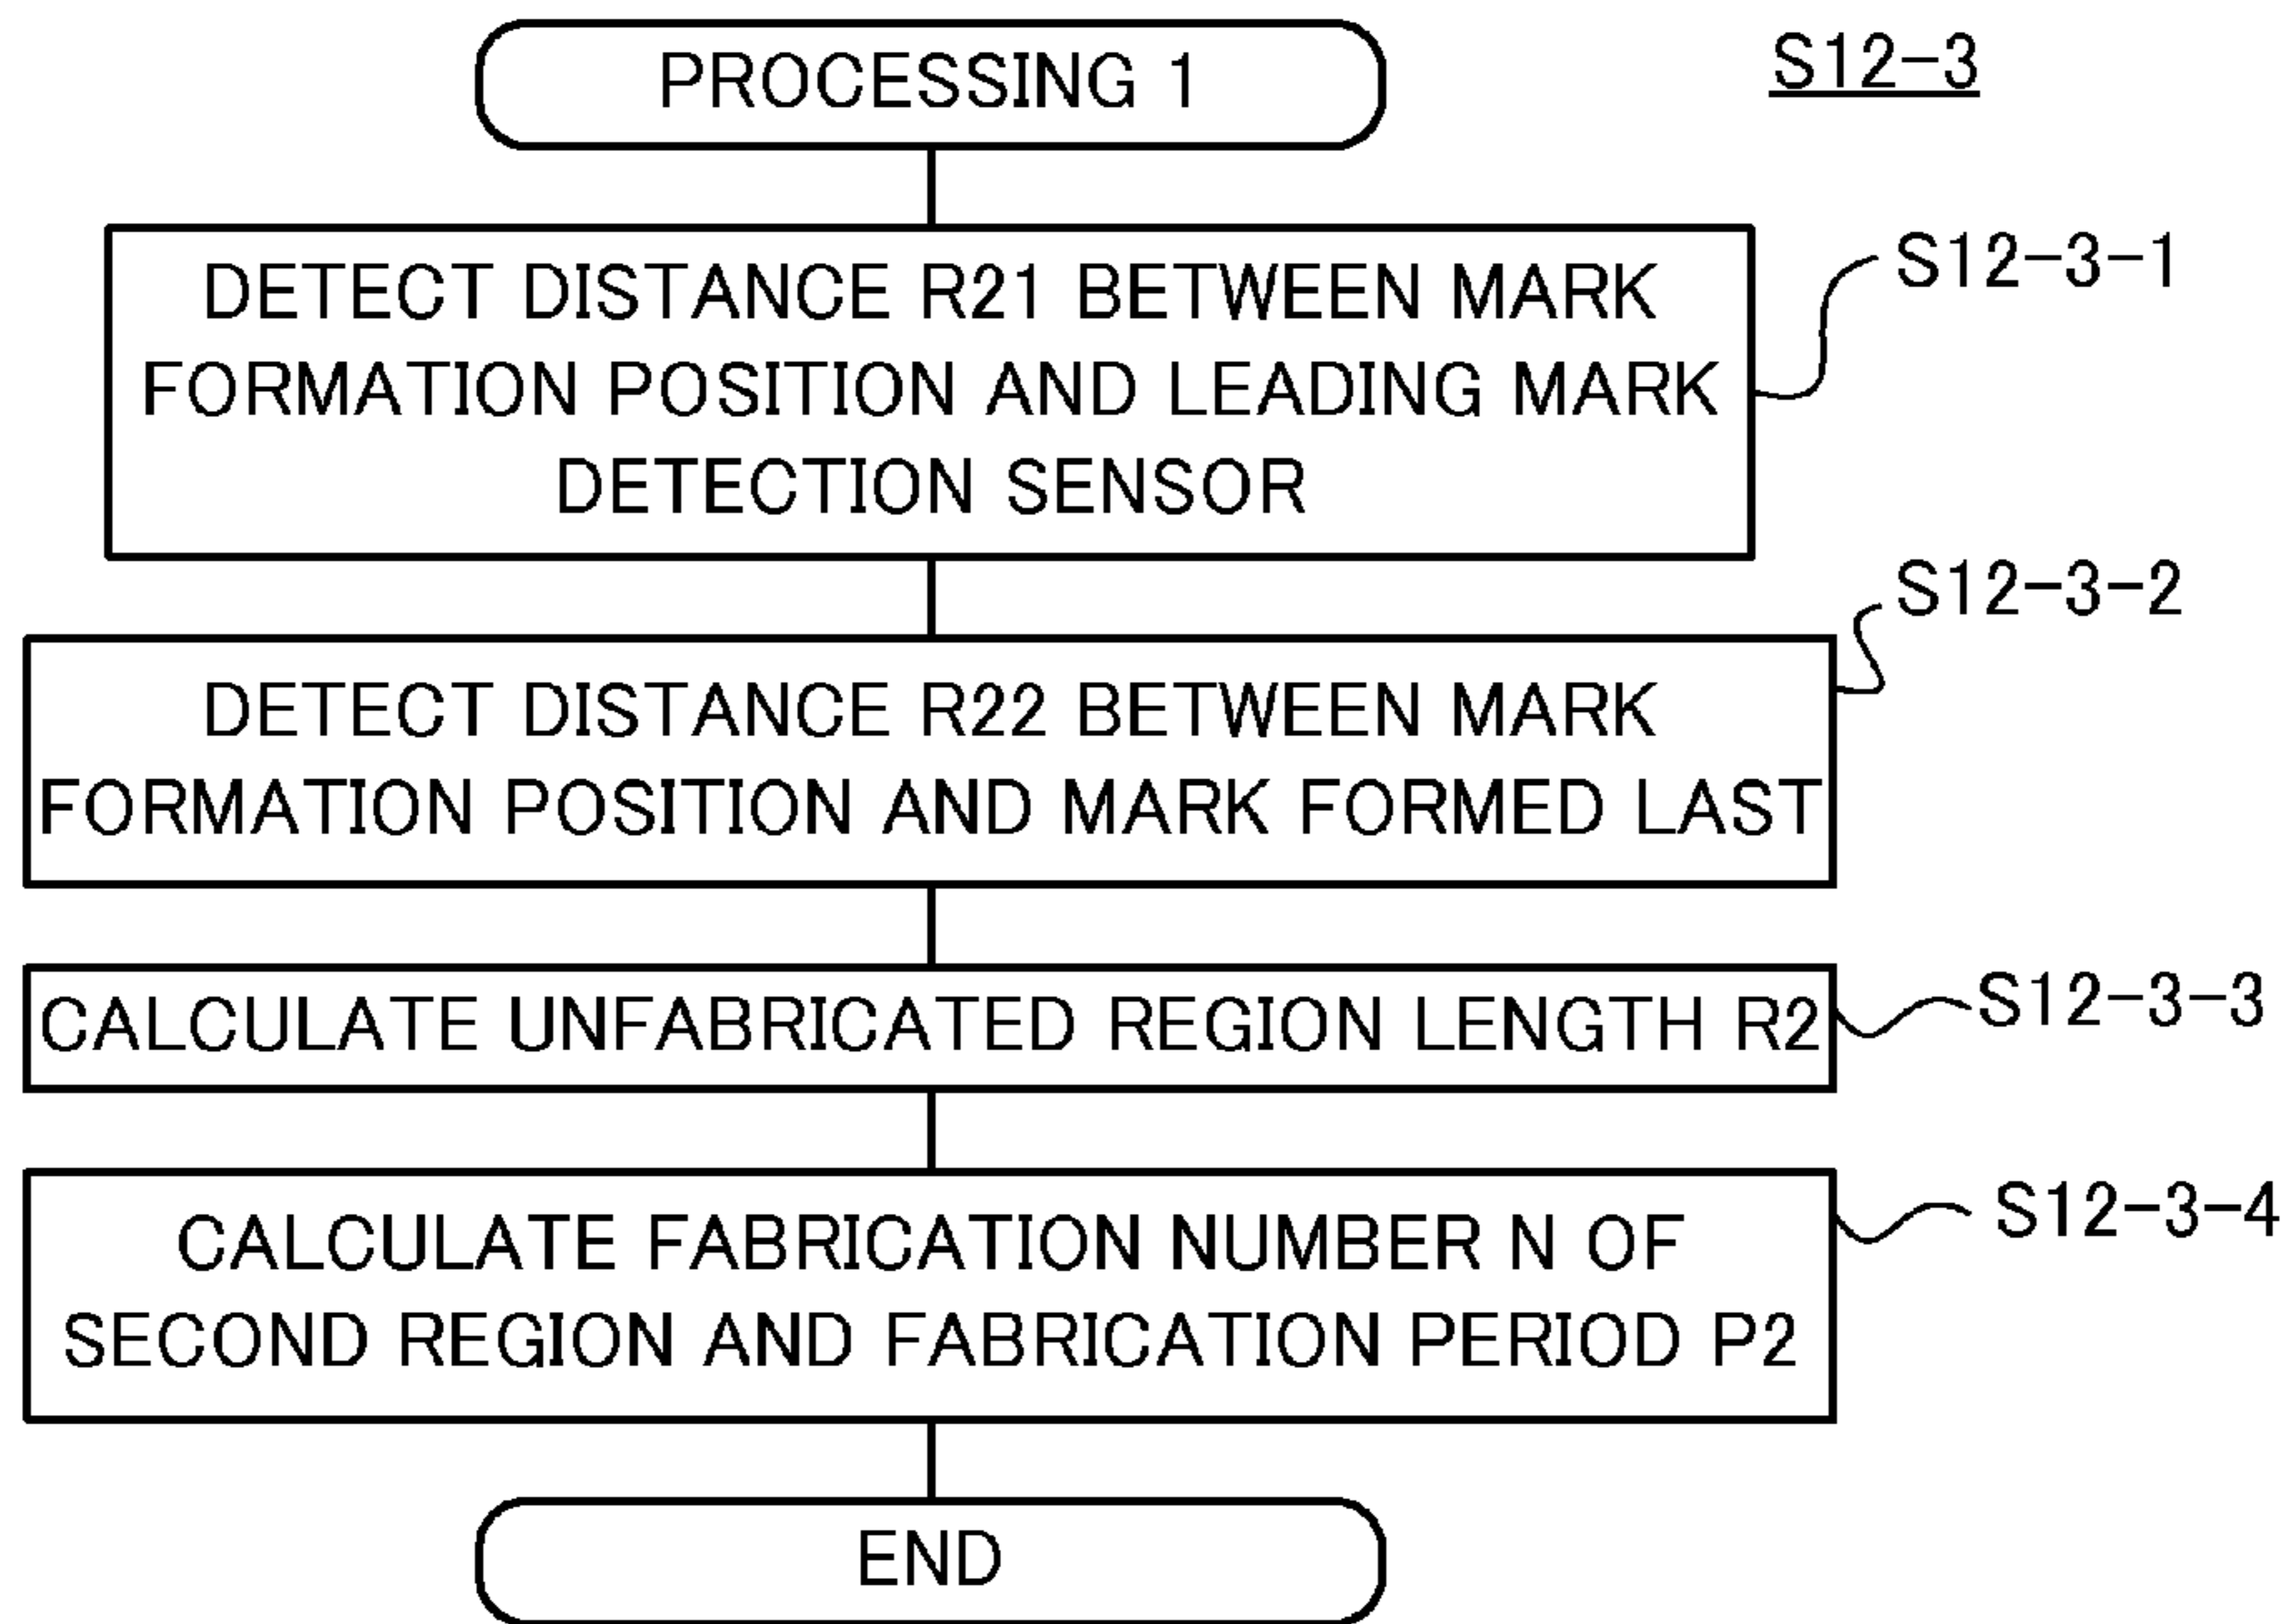 PROCESSING 1
S12-3
DETECT DISTANCE R21 BETWEEN MARK
FORMATION POSITION AND LEADING MARK
DETECTION SENSOR
S12-3-1
DETECT DISTANCE R22 BETWEEN MARK
FORMATION POSITION AND MARK FORMED LAST
S12-3-2
CALCULATE UNFABRICATED REGION LENGTH R2
S12-3-3
CALCULATE FABRICATION NUMBER N OF
SECOND REGION AND FABRICATION PERIOD P2
S12-3-4
END